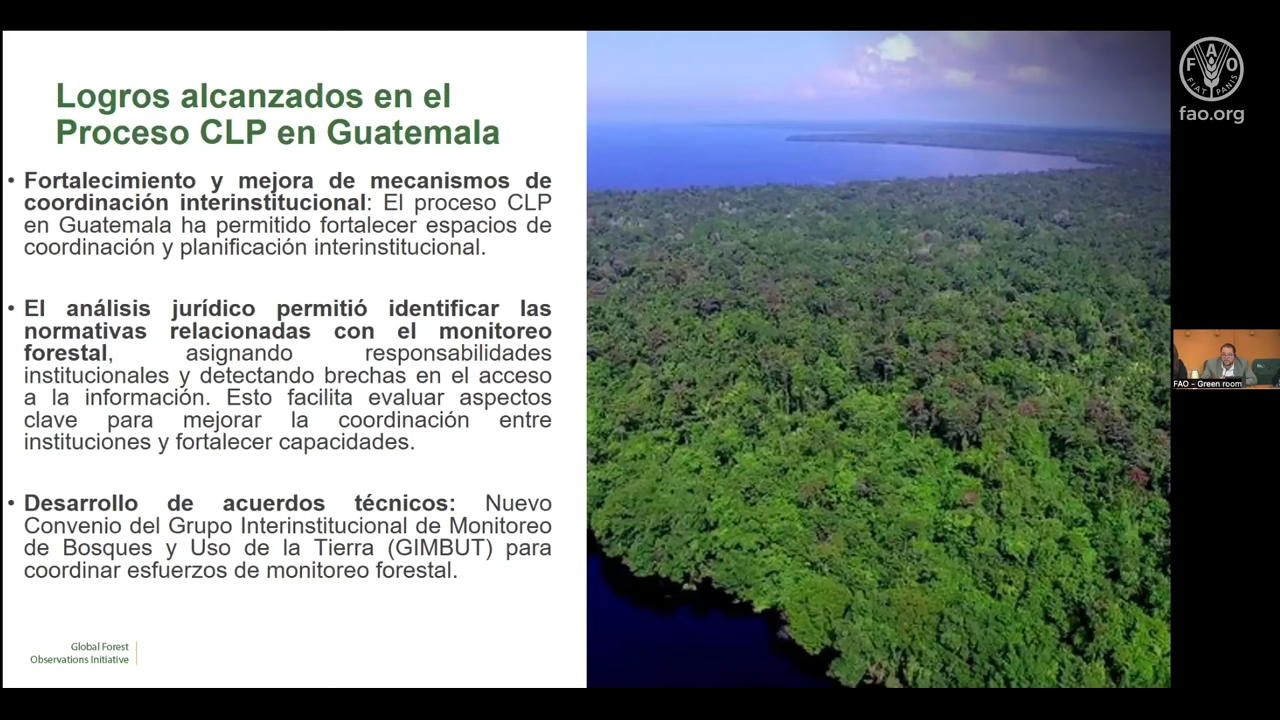 Logros alcanzados en el
Proceso CLP en Guatemala
• Fortalecimiento y mejora de mecanismos de
coordinación interinstitucional: El proceso CLP
en Guatemala ha permitido fortalecer espacios de
coordinación y planificación interinstitucional.
• El análisis jurídico permitió identificar las
normativas relacionadas con el monitoreo
forestal, asignando responsabilidades
institucionales y detectando brechas en el acceso
a la información. Esto facilita evaluar aspectos
clave para mejorar la coordinación entre
instituciones y fortalecer capacidades.
• Desarrollo de acuerdos técnicos: Nuevo
Convenio del Grupo Interinstitucional de Monitoreo
de Bosques y Uso de la Tierra (GIMBUT) para
coordinar esfuerzos de monitoreo forestal.
Global Forest
Observations Initiative
F A O
FIAT PANIS
fao.org
FAO - Green room